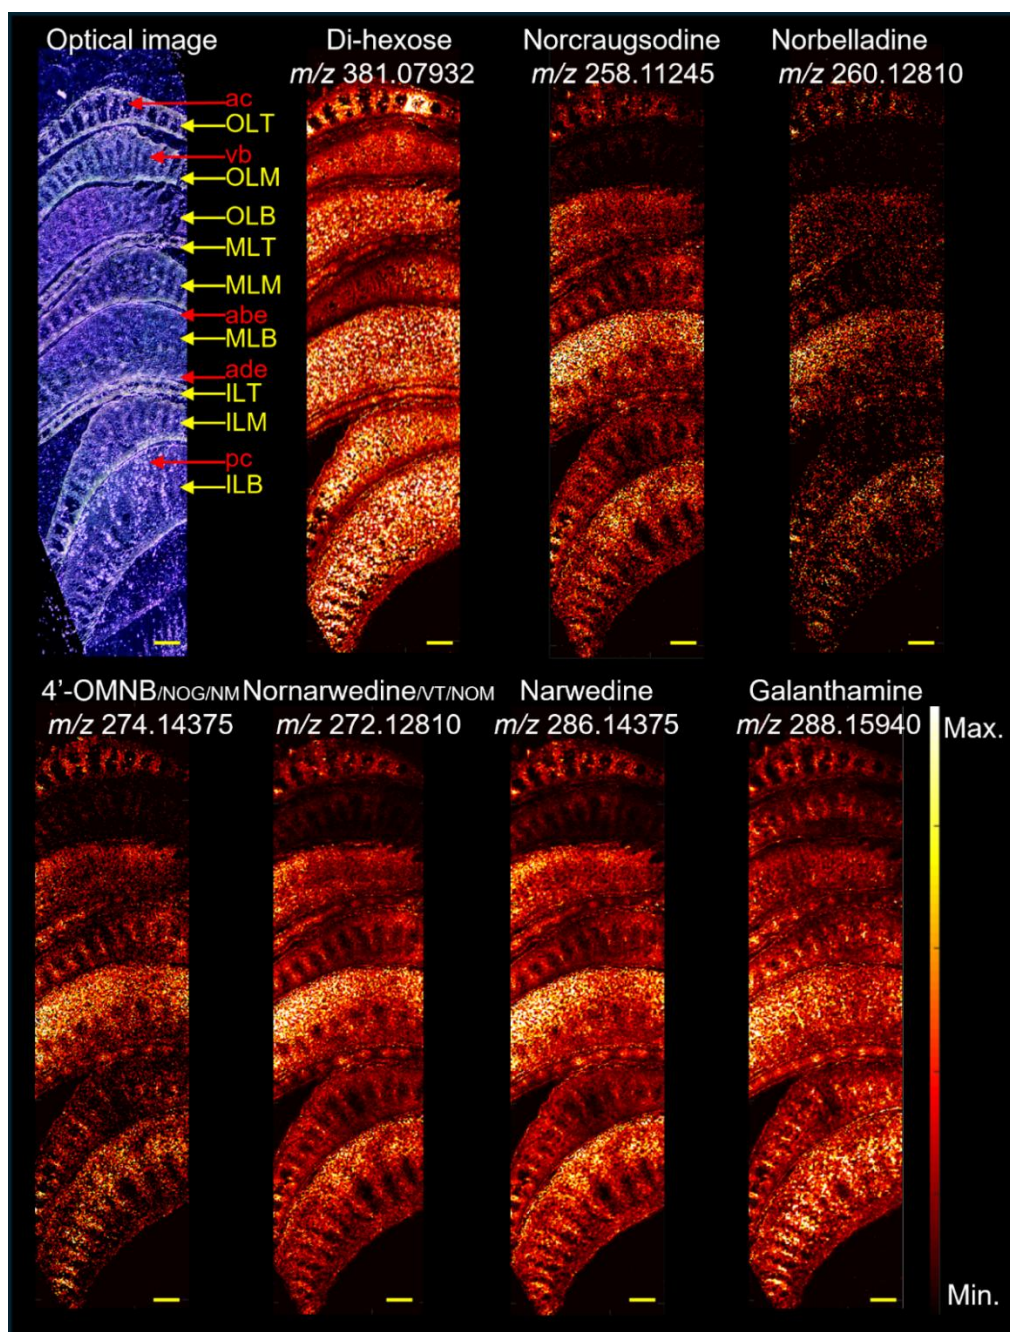 Optical image
Di-hexose
m/z 381.07932
Norcraugsodine
m/z 258.11245
Norbelladine
m/z 260.12810
ac
OLT
vb
OLM
OLB
MLT
MLM
abe
MLB
ade
ILT
ILM
pc
ILB
4’-OMNB/NOG/NM
m/z 274.14375
Nornarwedine/VT/NOM
m/z 272.12810
Narwedine
m/z 286.14375
Galanthamine
m/z 288.15940
Max.
Min.